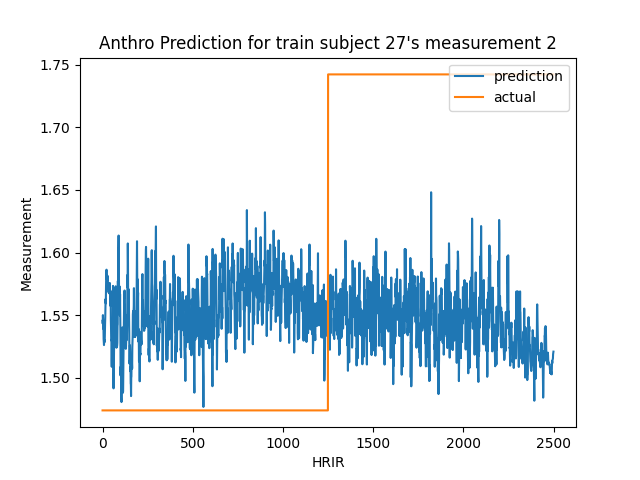 Anthro Prediction for train subject 27's measurement 2
1.75
1.70
1.65
1.60
1.55
1.50
Measurement
prediction
actual
0
500
1000
1500
2000
2500
HRIR